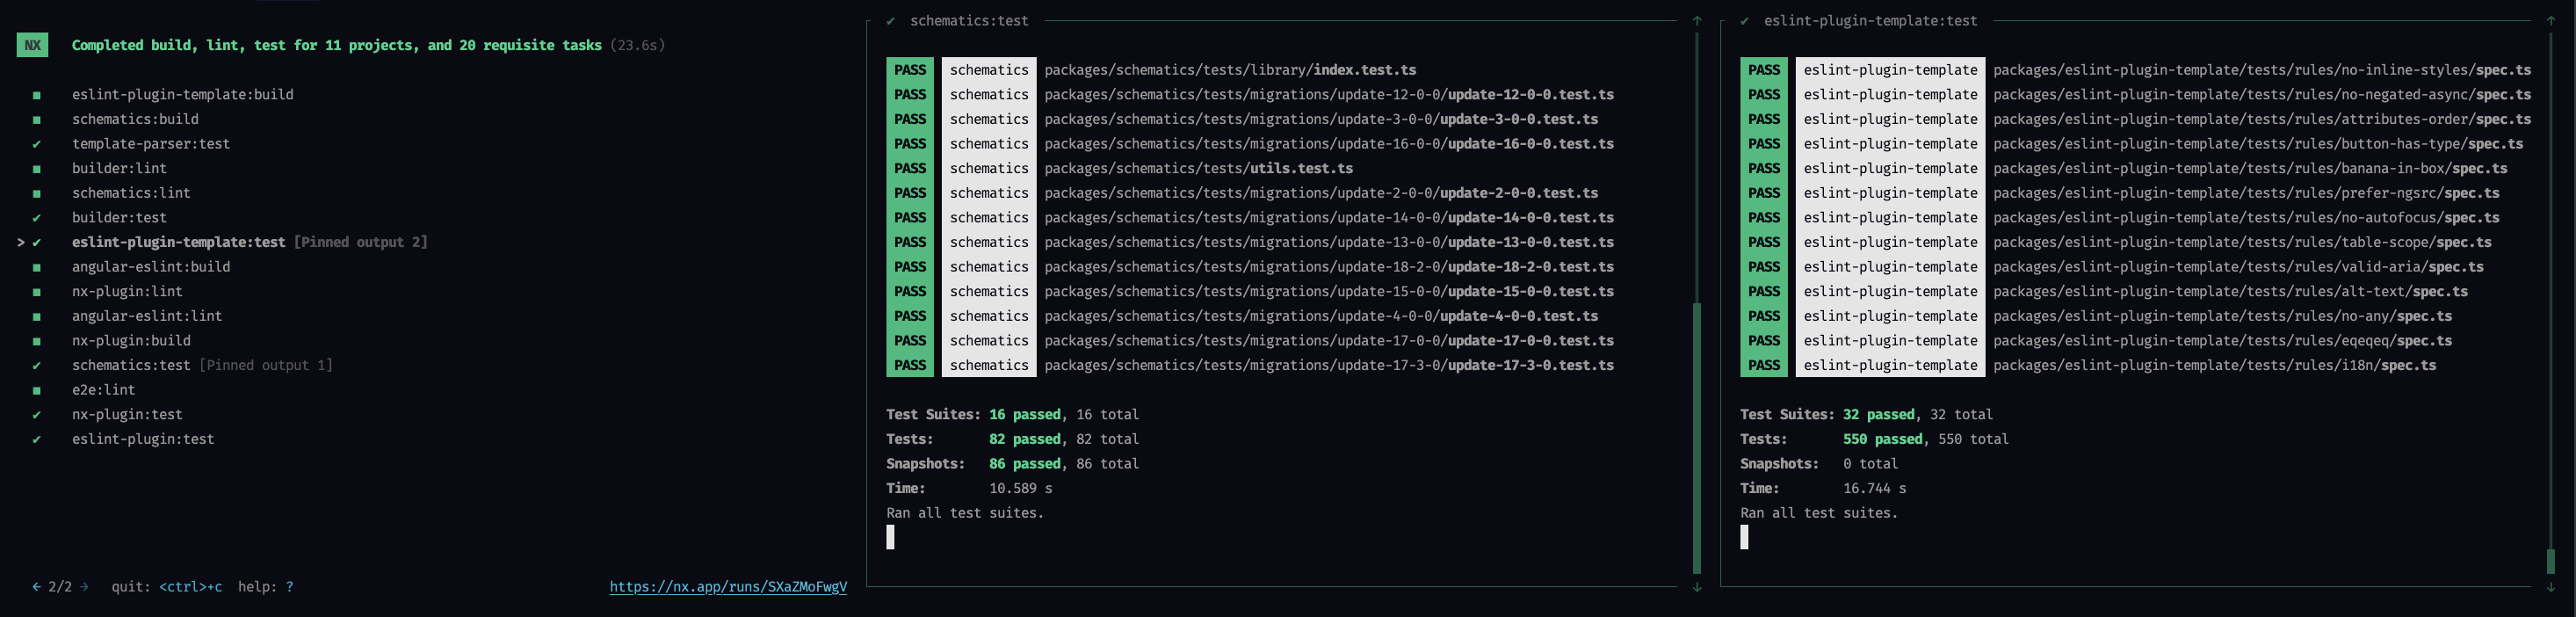 NX Completed build, lint, test for 11 projects, and 20 requisite tasks (23.6s)
eslint-plugin-template:build
schematics:build
template-parser:test
builder:lint
schematics:lint
builder:test
> eslint-plugin-template:test [Pinned output 2]
angular-eslint:build
nx-plugin:lint
angular-eslint:lint
nx-plugin:build
schematics:test [Pinned output 1]
e2e:lint
nx-plugin:test
eslint-plugin:test
← 2/2 → quit: <ctrl>+c help: ? https://nx.app/runs/SXaZMoFwgV
✔ schematics:test
PASS schematics packages/schematics/tests/library/index.test.ts
PASS schematics packages/schematics/tests/migrations/update-12-0-0/update-12-0-0.test.ts
PASS schematics packages/schematics/tests/migrations/update-3-0-0/update-3-0-0.test.ts
PASS schematics packages/schematics/tests/migrations/update-16-0-0/update-16-0-0.test.ts
PASS schematics packages/schematics/tests/utils.test.ts
PASS schematics packages/schematics/tests/migrations/update-2-0-0/update-2-0-0.test.ts
PASS schematics packages/schematics/tests/migrations/update-14-0-0/update-14-0-0.test.ts
PASS schematics packages/schematics/tests/migrations/update-13-0-0/update-13-0-0.test.ts
PASS schematics packages/schematics/tests/migrations/update-18-2-0/update-18-2-0.test.ts
PASS schematics packages/schematics/tests/migrations/update-15-0-0/update-15-0-0.test.ts
PASS schematics packages/schematics/tests/migrations/update-4-0-0/update-4-0-0.test.ts
PASS schematics packages/schematics/tests/migrations/update-17-0-0/update-17-0-0.test.ts
PASS schematics packages/schematics/tests/migrations/update-17-3-0/update-17-3-0.test.ts
Test Suites: 16 passed, 16 total
Tests: 82 passed, 82 total
Snapshots: 86 passed, 86 total
Time: 10.589 s
Ran all test suites.
✔ eslint-plugin-template:test
PASS eslint-plugin-template packages/eslint-plugin-template/tests/rules/no-inline-styles/spec.ts
PASS eslint-plugin-template packages/eslint-plugin-template/tests/rules/no-negated-async/spec.ts
PASS eslint-plugin-template packages/eslint-plugin-template/tests/rules/attributes-order/spec.ts
PASS eslint-plugin-template packages/eslint-plugin-template/tests/rules/button-has-type/spec.ts
PASS eslint-plugin-template packages/eslint-plugin-template/tests/rules/banana-in-box/spec.ts
PASS eslint-plugin-template packages/eslint-plugin-template/tests/rules/prefer-ngsrc/spec.ts
PASS eslint-plugin-template packages/eslint-plugin-template/tests/rules/no-autofocus/spec.ts
PASS eslint-plugin-template packages/eslint-plugin-template/tests/rules/table-scope/spec.ts
PASS eslint-plugin-template packages/eslint-plugin-template/tests/rules/valid-aria/spec.ts
PASS eslint-plugin-template packages/eslint-plugin-template/tests/rules/alt-text/spec.ts
PASS eslint-plugin-template packages/eslint-plugin-template/tests/rules/no-any/spec.ts
PASS eslint-plugin-template packages/eslint-plugin-template/tests/rules/eqeqeq/spec.ts
PASS eslint-plugin-template packages/eslint-plugin-template/tests/rules/i18n/spec.ts
Test Suites: 32 passed, 32 total
Tests: 550 passed, 550 total
Snapshots: 0 total
Time: 16.744 s
Ran all test suites.